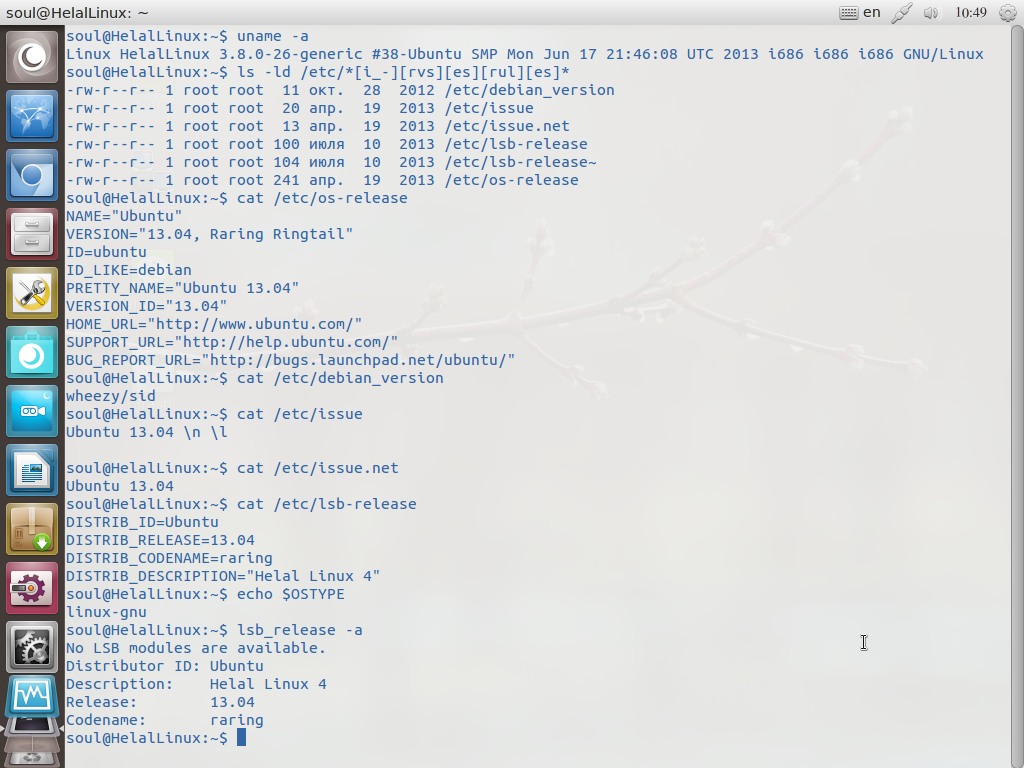 soul@HelalLinux: ~
en
10:49
soul@HelalLinux:~$ uname -a
Linux HelalLinux 3.8.0-26-generic #38-Ubuntu SMP Mon Jun 17 21:46:08 UTC 2013 i686 i686 i686 GNU/Linux
soul@HelalLinux:~$ ls -ld /etc/*[i_-][rvs][es][rul][es]*
-rw-r--r-- 1 root root  11 окт.  28  2012 /etc/debian_version
-rw-r--r-- 1 root root  20 апр.  19  2013 /etc/issue
-rw-r--r-- 1 root root  13 апр.  19  2013 /etc/issue.net
-rw-r--r-- 1 root root 100 июля  10  2013 /etc/lsb-release
-rw-r--r-- 1 root root 104 июля  10  2013 /etc/lsb-release~
-rw-r--r-- 1 root root 241 апр.  19  2013 /etc/os-release
soul@HelalLinux:~$ cat /etc/os-release
NAME="Ubuntu"
VERSION="13.04, Raring Ringtail"
ID=ubuntu
ID_LIKE=debian
PRETTY_NAME="Ubuntu 13.04"
VERSION_ID="13.04"
HOME_URL="http://www.ubuntu.com/"
SUPPORT_URL="http://help.ubuntu.com/"
BUG_REPORT_URL="http://bugs.launchpad.net/ubuntu/"
soul@HelalLinux:~$ cat /etc/debian_version
wheezy/sid
soul@HelalLinux:~$ cat /etc/issue
Ubuntu 13.04 \n \l
soul@HelalLinux:~$ cat /etc/issue.net
Ubuntu 13.04
soul@HelalLinux:~$ cat /etc/lsb-release
DISTRIB_ID=Ubuntu
DISTRIB_RELEASE=13.04
DISTRIB_CODENAME=raring
DISTRIB_DESCRIPTION="Helal Linux 4"
soul@HelalLinux:~$ echo $OSTYPE
linux-gnu
soul@HelalLinux:~$ lsb_release -a
No LSB modules are available.
Distributor ID: Ubuntu
Description:    Helal Linux 4
Release:        13.04
Codename:       raring
soul@HelalLinux:~$